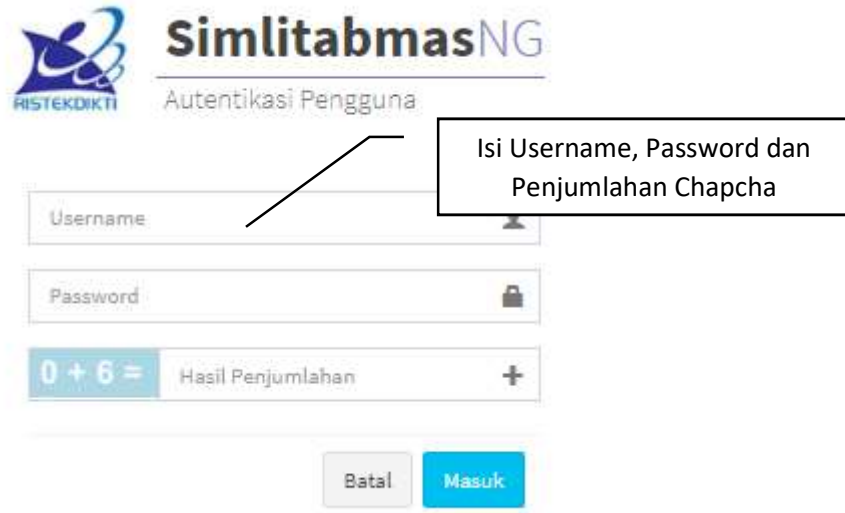 SimlitabmasNG
RISTEKDIKTI
Autentikasi Pengguna
Isi Username, Password dan
Penjumlahan Chapcha
Username
Password
0 + 6 =
Hasil Penjumlahan
Batal
Masuk